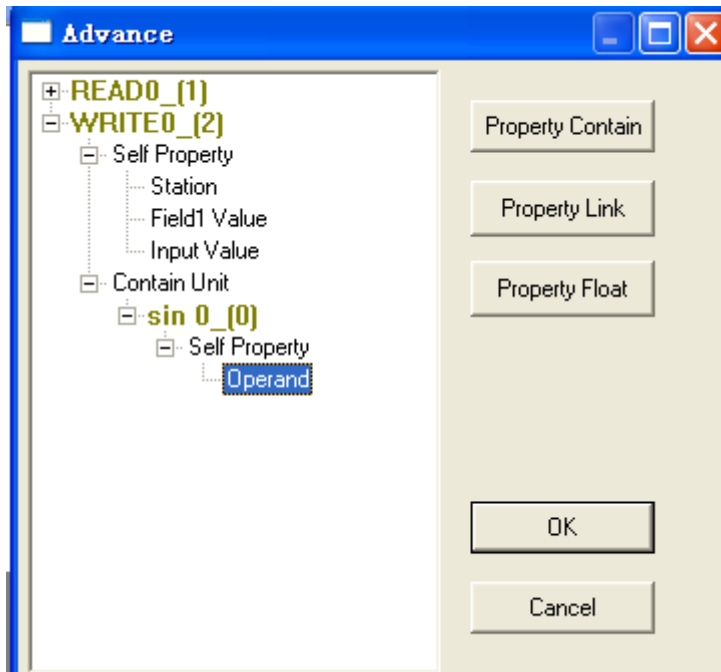 Advance
READ0_(1)
WRITE0_(2)
Self Property
Station
Field1 Value
Input Value
Contain Unit
sin 0_(0)
Self Property
Operand
Property Contain
Property Link
Property Float
OK
Cancel